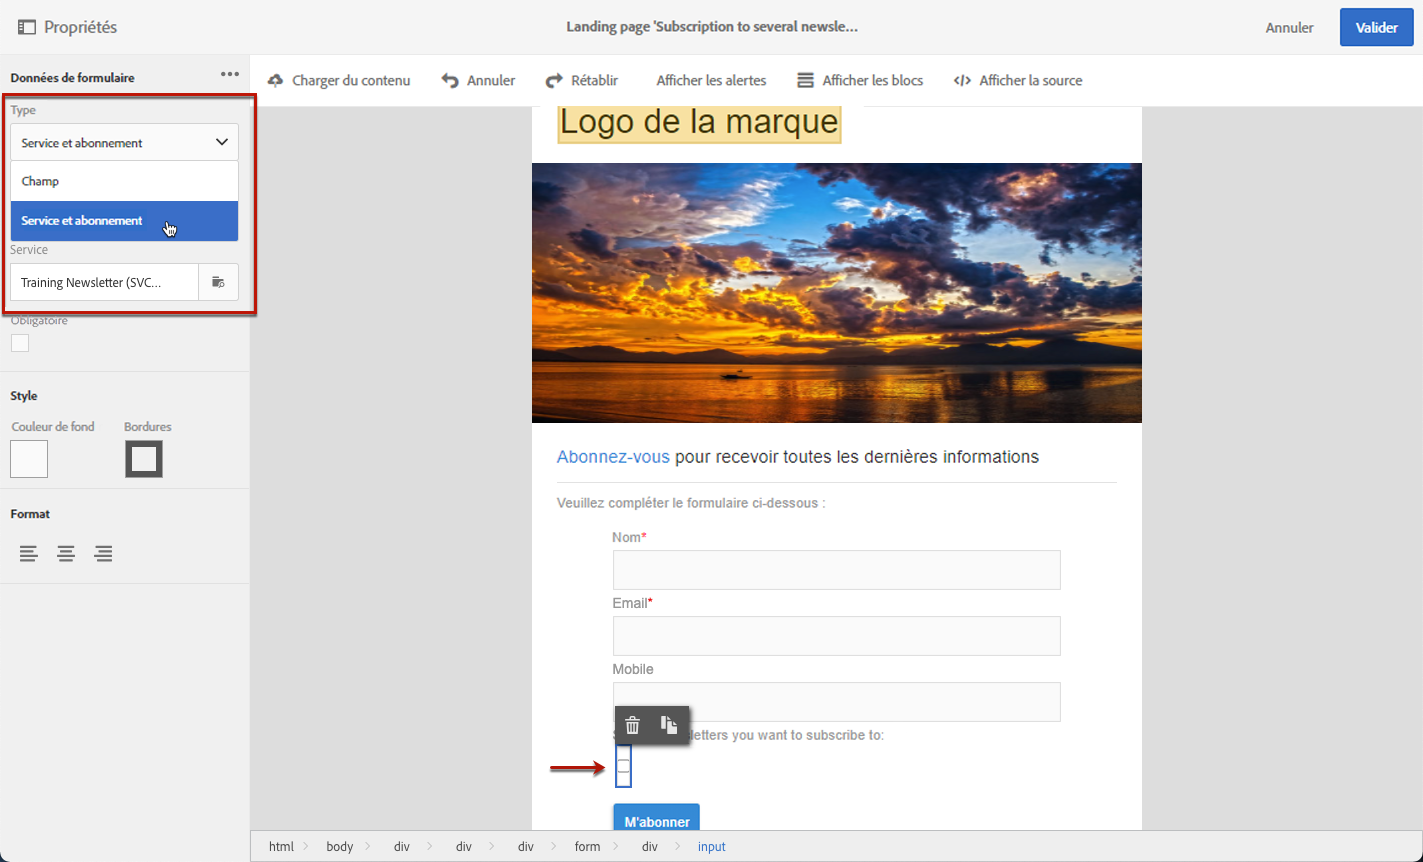 Propriétés
Landing page 'Subscription to several newsle...
Annuler
Valider
Données de formulaire
Charger du contenu
Annuler
Rétablir
Afficher les alertes
Afficher les blocs
Afficher la source
Type
Service et abonnement
Champ
Service et abonnement
Service
Training Newsletter (SVC...
Obligatoire
Style
Couleur de fond
Bordures
Format
Logo de la marque
Abonnez-vous pour recevoir toutes les dernières informations
Veuillez compléter le formulaire ci-dessous :
Nom*
Email*
Mobile
letters you want to subscribe to:
M'abonner
html
body
div
div
div
form
div
input